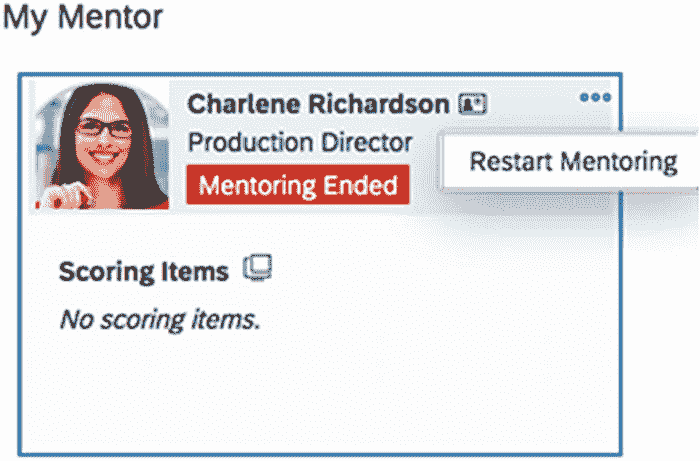 My Mentor
Charlene Richardson
Production Director
Restart Mentoring
Mentoring Ended
Scoring Items
No scoring items.